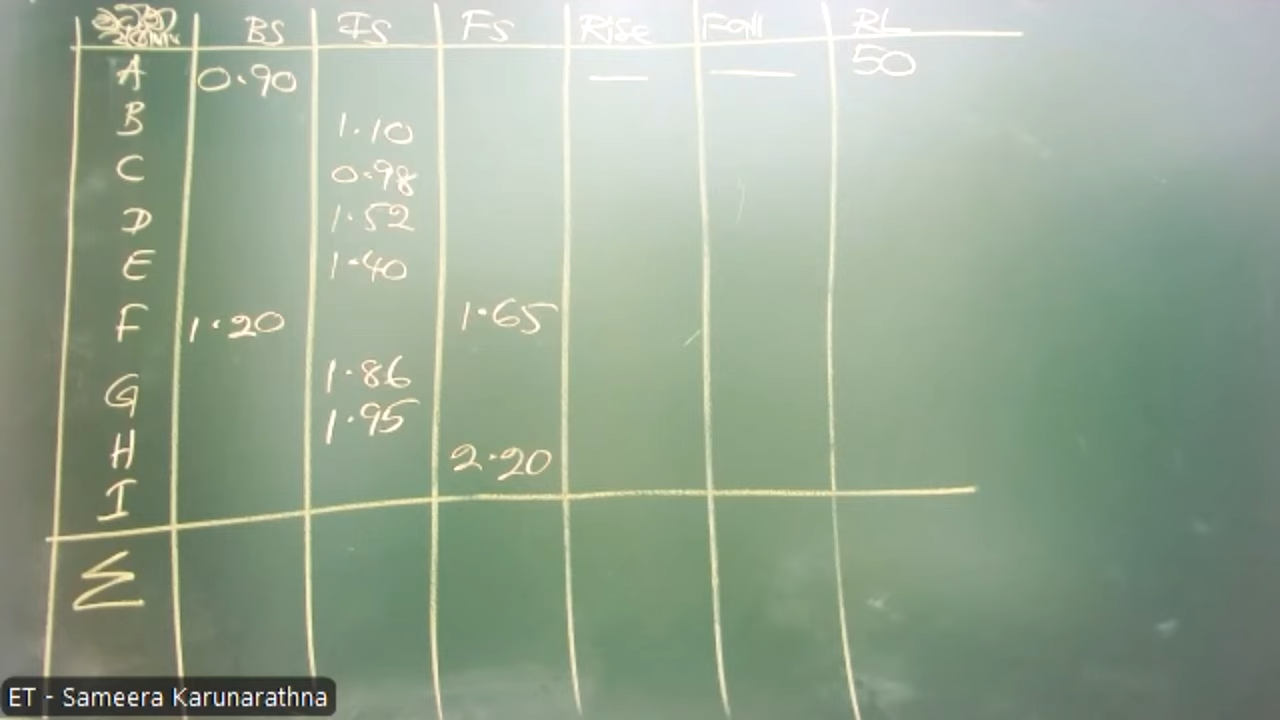 BS IS FS Rise Fall RL
A 0.90 — — 50
B 1.10
C 0.98
D 1.52
E 1.40
F 1.20 1.65
G 1.86
H 1.95
I 2.20
Σ
ET - Sameera Karunarathna